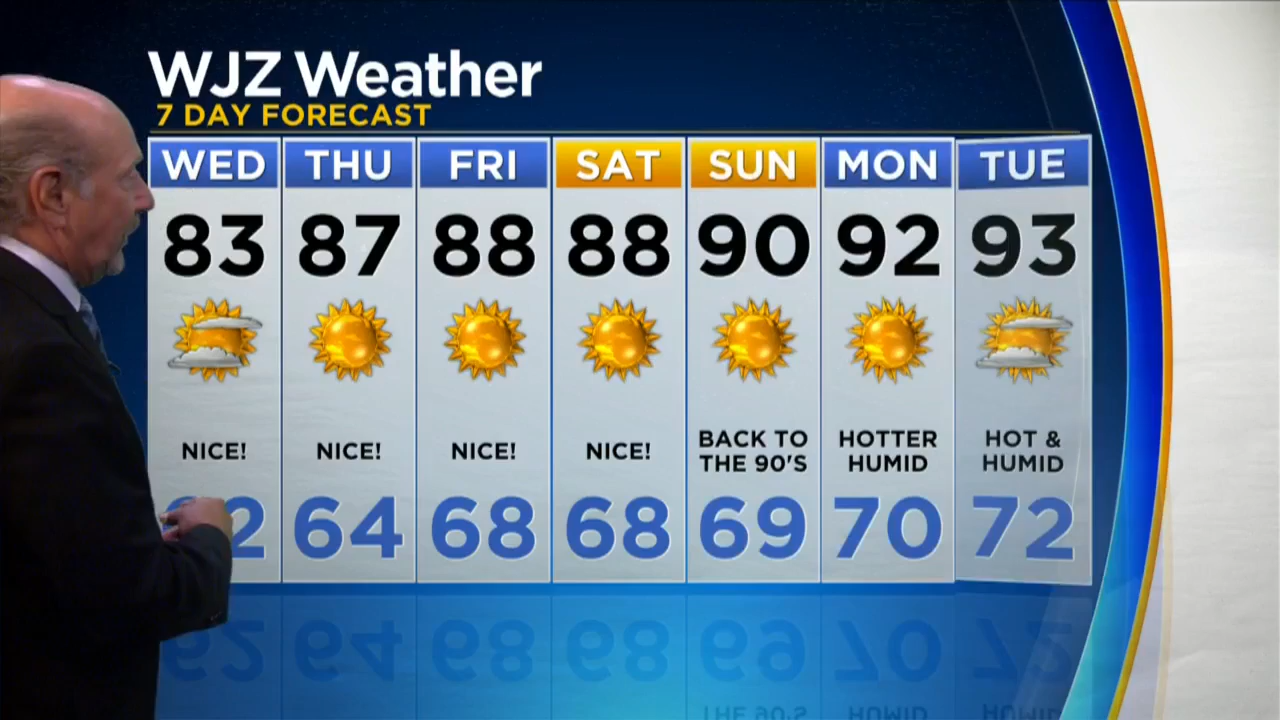 WJZ Weather
7 DAY FORECAST
WED THU FRI SAT SUN MON TUE
83 87 88 88 90 92 93
NICE! NICE! NICE! NICE! BACK TO THE 90'S HOTTER HUMID HOT & HUMID
62 64 68 68 69 70 72